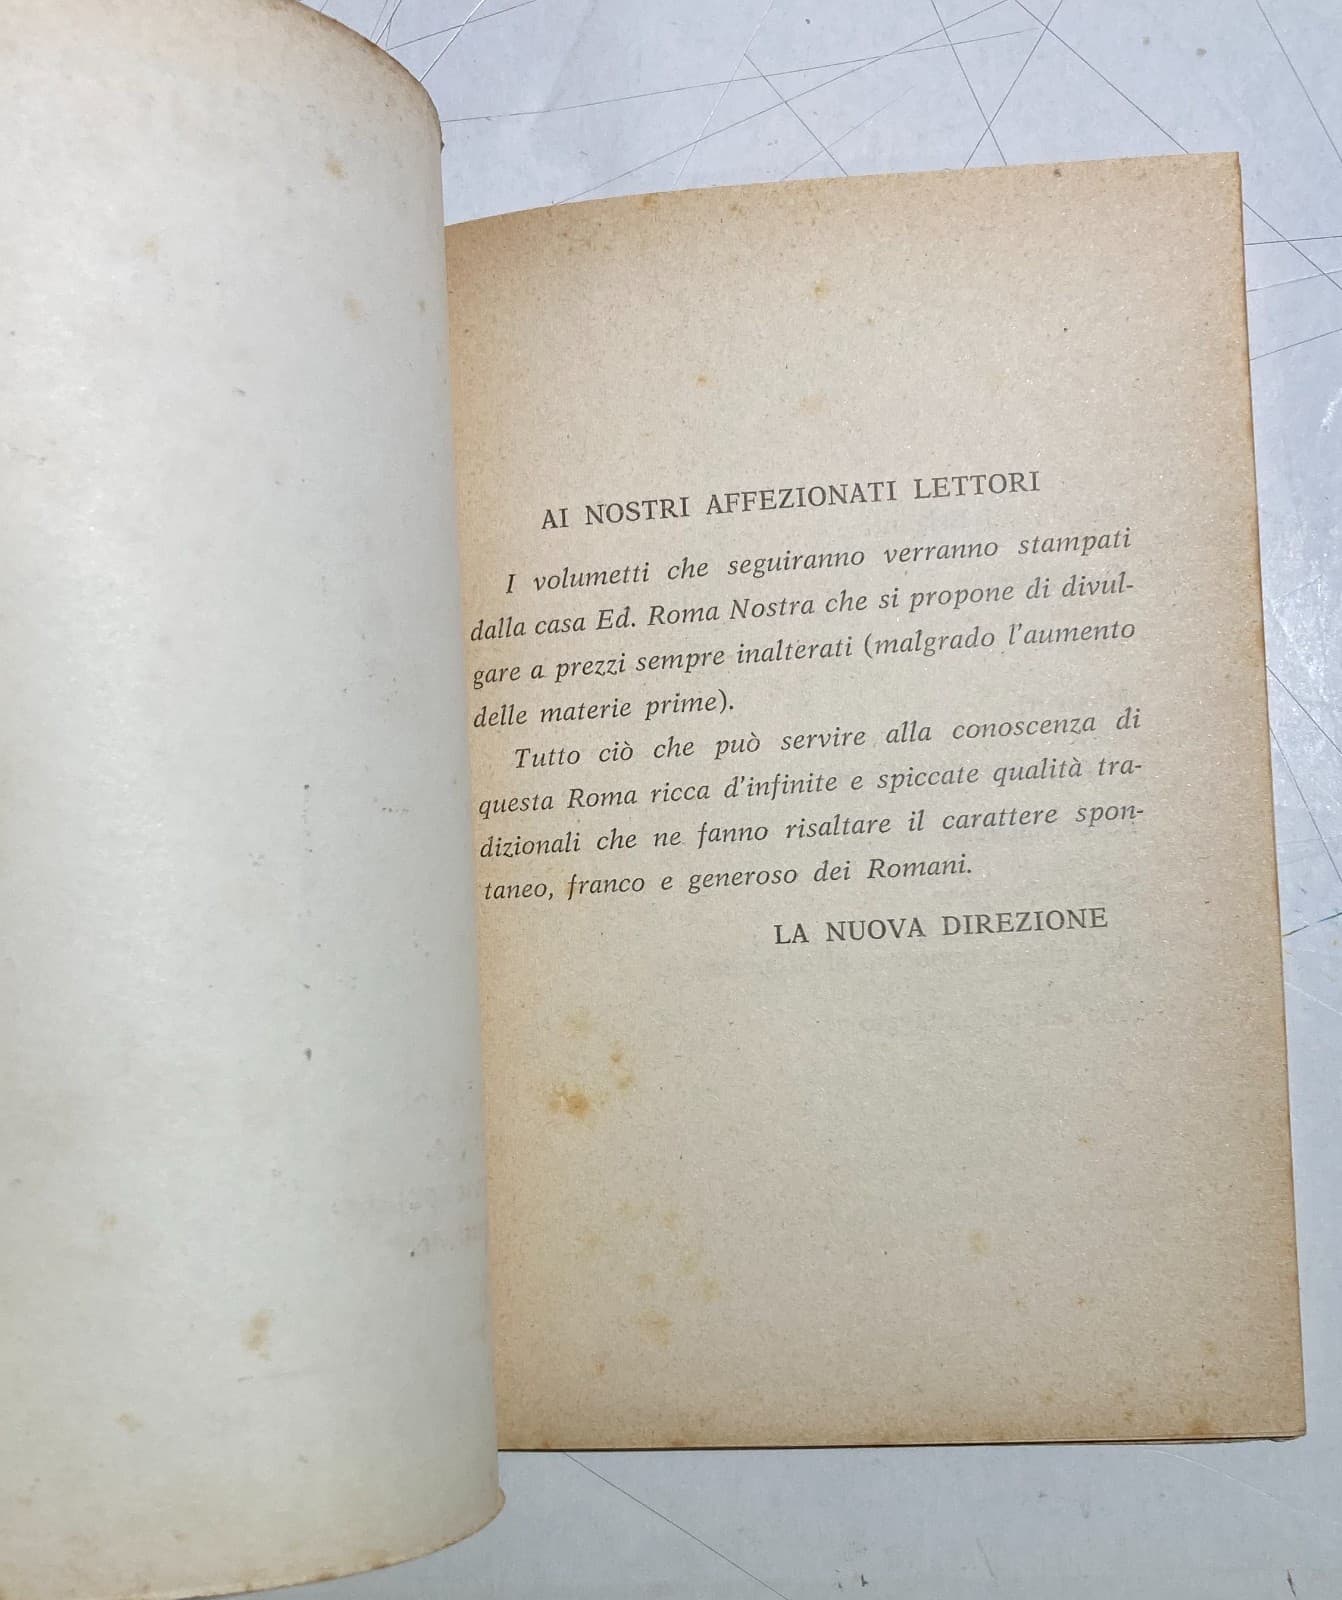 AI NOSTRI AFFEZIONATI LETTORI
I volumetti che seguiranno verranno stampati
dalla casa Ed. Roma Nostra che si propone di divul-
gare a prezzi sempre inalterati (malgrado l'aumento
delle materie prime).
Tutto ciò che può servire alla conoscenza di
questa Roma ricca d'infinite e spiccate qualità tra-
dizionali che ne fanno risaltare il carattere spon-
taneo, franco e generoso dei Romani.
LA NUOVA DIREZIONE